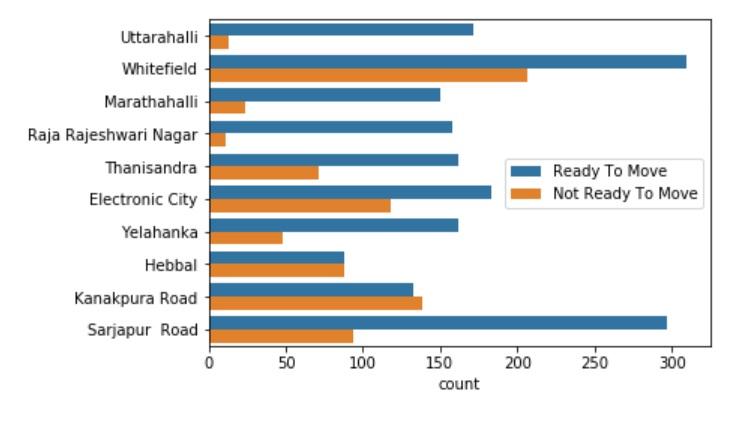 Uttarahalli
Whitefield
Marathahalli
Raja Rajeshwari Nagar
Thanisandra
Electronic City
Yelahanka
Hebbal
Kanakpura Road
Sarjapur  Road
Ready To Move
Not Ready To Move
0 50 100 150 200 250 300
count